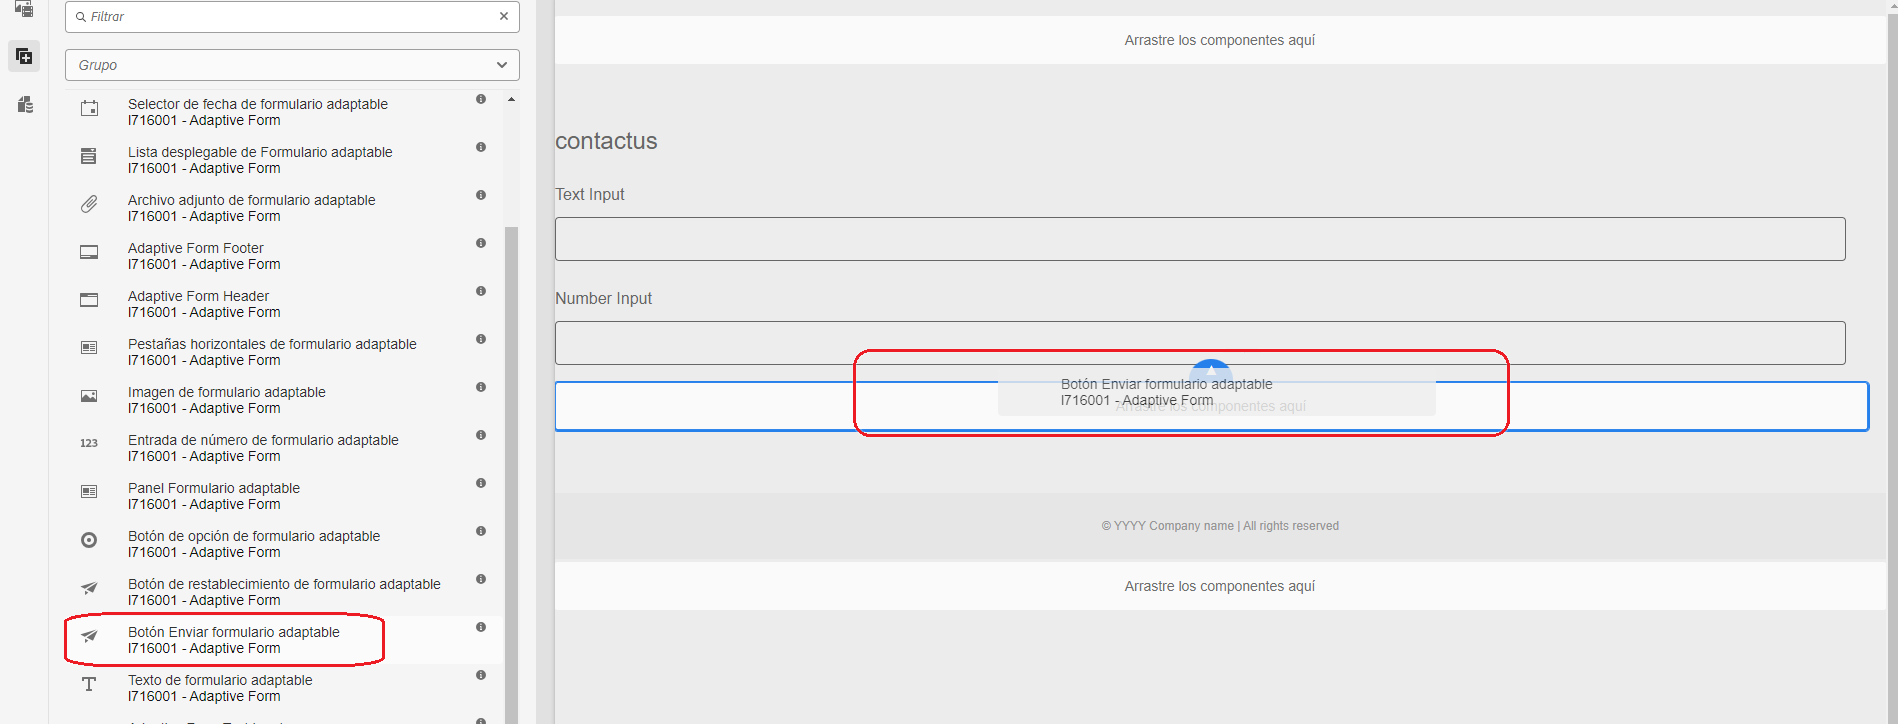 Filtrar
Grupo
Selector de fecha de formulario adaptable
I716001 - Adaptive Form
Lista desplegable de Formulario adaptable
I716001 - Adaptive Form
Archivo adjunto de formulario adaptable
I716001 - Adaptive Form
Adaptive Form Footer
I716001 - Adaptive Form
Adaptive Form Header
I716001 - Adaptive Form
Pestañas horizontales de formulario adaptable
I716001 - Adaptive Form
Imagen de formulario adaptable
I716001 - Adaptive Form
123
Entrada de número de formulario adaptable
I716001 - Adaptive Form
Panel Formulario adaptable
I716001 - Adaptive Form
Botón de opción de formulario adaptable
I716001 - Adaptive Form
Botón de restablecimiento de formulario adaptable
I716001 - Adaptive Form
Botón Enviar formulario adaptable
I716001 - Adaptive Form
Texto de formulario adaptable
I716001 - Adaptive Form
Arrastre los componentes aquí
contactus
Text Input
Number Input
Botón Enviar formulario adaptable
I716001 - Adaptive Form
Arrastre los componentes aquí
© YYYY Company name | All rights reserved
Arrastre los componentes aquí